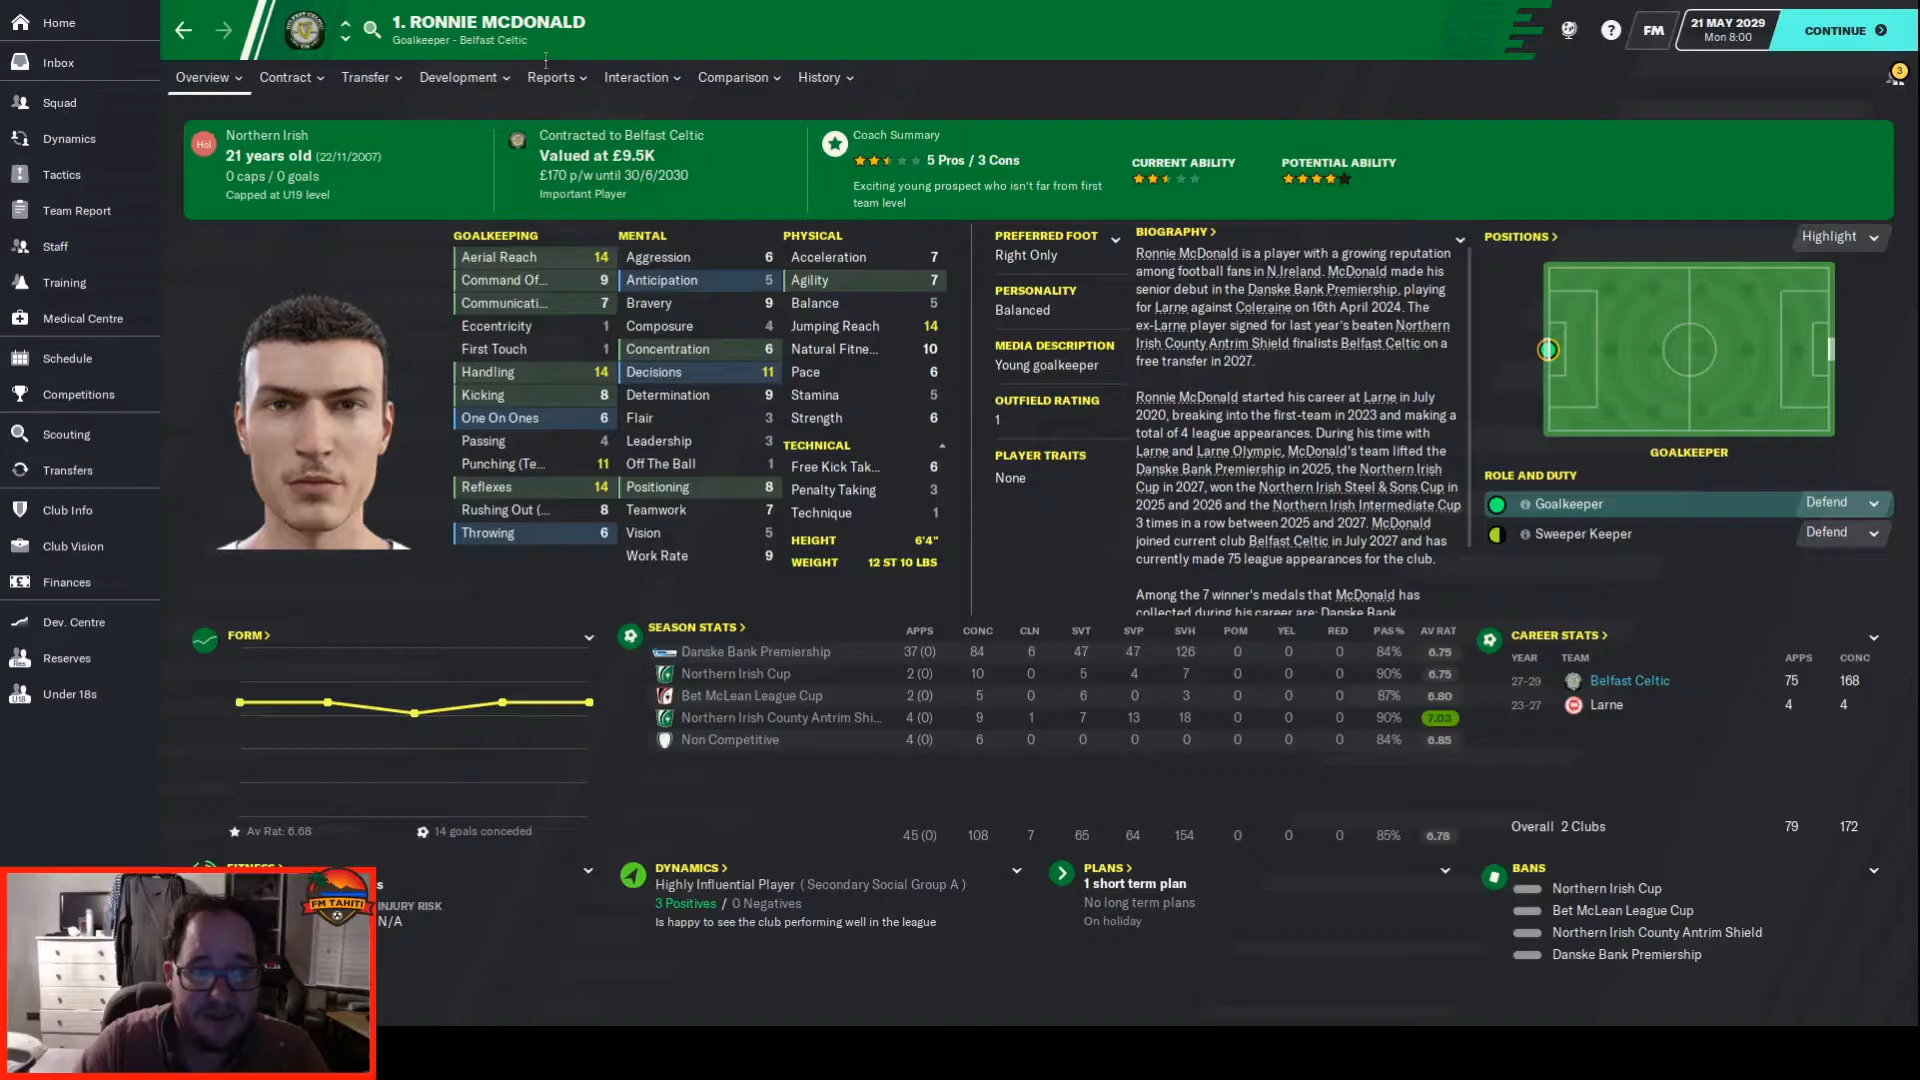 Home
Inbox
Squad
Dynamics
Tactics
Team Report
Staff
Training
Medical Centre
Schedule
Competitions
Scouting
Transfers
Club Info
Club Vision
Finances
Dev. Centre
Reserves
Under 18s
1. RONNIE MCDONALD
Goalkeeper - Belfast Celtic
FM
21 MAY 2029
Mon 8:00
CONTINUE
3
Overview
Contract
Transfer
Development
Reports
Interaction
Comparison
History
Hol
Northern Irish
21 years old (22/11/2007)
0 caps / 0 goals
Capped at U19 level
Contracted to Belfast Celtic
Valued at £9.5K
£170 p/w until 30/6/2030
Important Player
Coach Summary
5 Pros / 3 Cons
Exciting young prospect who isn't far from first
team level
CURRENT ABILITY
POTENTIAL ABILITY
GOALKEEPING
Aerial Reach 14
Command Of... 9
Communicati... 7
Eccentricity 1
First Touch 1
Handling 14
Kicking 8
One On Ones 6
Passing 4
Punching (Te... 11
Reflexes 14
Rushing Out (... 8
Throwing 6
MENTAL
Aggression 6
Anticipation 5
Bravery 9
Composure 4
Concentration 6
Decisions 11
Determination 9
Flair 3
Leadership 3
Off The Ball 1
Positioning 8
Teamwork 7
Vision 5
Work Rate 9
PHYSICAL
Acceleration 7
Agility 7
Balance 5
Jumping Reach 14
Natural Fitne... 10
Pace 6
Stamina 5
Strength 6
TECHNICAL
Free Kick Tak... 6
Penalty Taking 3
Technique 1
HEIGHT 6'4"
WEIGHT 12 ST 10 LBS
PREFERRED FOOT
Right Only
PERSONALITY
Balanced
MEDIA DESCRIPTION
Young goalkeeper
OUTFIELD RATING
1
PLAYER TRAITS
None
BIOGRAPHY >
Ronnie McDonald is a player with a growing reputation
among football fans in N.Ireland. McDonald made his
senior debut in the Danske Bank Premiership, playing
for Larne against Coleraine on 16th April 2024. The
ex-Larne player signed for last year's beaten Northern
Irish County Antrim Shield finalists Belfast Celtic on a
free transfer in 2027.
Ronnie McDonald started his career at Larne in July
2020, breaking into the first-team in 2023 and making a
total of 4 league appearances. During his time with
Larne and Larne Olympic, McDonald's team lifted the
Danske Bank Premiership in 2025, the Northern Irish
Cup in 2027, won the Northern Irish Steel & Sons Cup in
2025 and 2026 and the Northern Irish Intermediate Cup
3 times in a row between 2025 and 2027. McDonald
joined current club Belfast Celtic in July 2027 and has
currently made 75 league appearances for the club.
Among the 7 winner's medals that McDonald has
collected during his career are: Danske Bank
POSITIONS >
Highlight
GOALKEEPER
ROLE AND DUTY
Goalkeeper Defend
Sweeper Keeper Defend
FORM >
Av Rat: 6.68
14 goals conceded
SEASON STATS > APPS CONC CLN SVT SVP SVH POM YEL RED PAS% AV RAT
Danske Bank Premiership 37 (0) 84 6 47 47 126 0 0 0 84% 6.75
Northern Irish Cup 2 (0) 10 0 5 4 7 0 0 0 90% 6.75
Bet McLean League Cup 2 (0) 5 0 6 0 3 0 0 0 87% 6.80
Northern Irish County Antrim Shi... 4 (0) 9 1 7 13 18 0 0 0 90% 7.03
Non Competitive 4 (0) 6 0 0 0 0 0 0 0 84% 6.85
45 (0) 108 7 65 64 154 0 0 0 85% 6.78
CAREER STATS >
YEAR TEAM APPS CONC
27-29 Belfast Celtic 75 168
23-27 Larne 4 4
Overall 2 Clubs 79 172
INJURY RISK
N/A
FM TAHITI
DYNAMICS >
Highly Influential Player ( Secondary Social Group A )
3 Positives / 0 Negatives
Is happy to see the club performing well in the league
PLANS >
1 short term plan
No long term plans
On holiday
BANS
Northern Irish Cup
Bet McLean League Cup
Northern Irish County Antrim Shield
Danske Bank Premiership